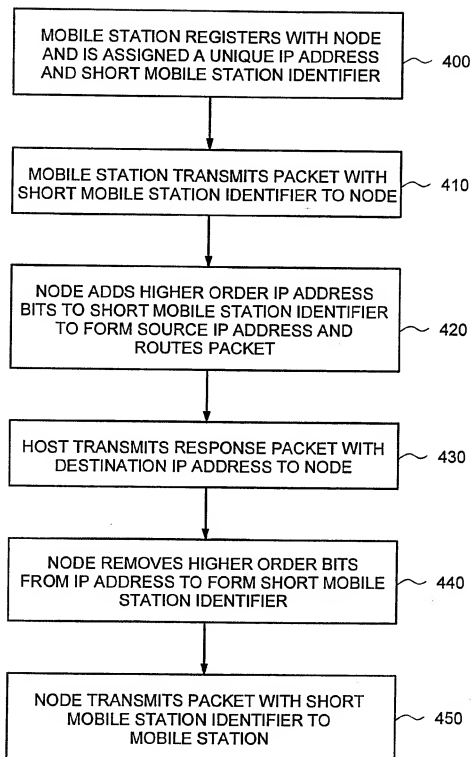 MOBILE STATION REGISTERS WITH NODE
AND IS ASSIGNED A UNIQUE IP ADDRESS
AND SHORT MOBILE STATION IDENTIFIER
400
MOBILE STATION TRANSMITS PACKET WITH
SHORT MOBILE STATION IDENTIFIER TO NODE
410
NODE ADDS HIGHER ORDER IP ADDRESS
BITS TO SHORT MOBILE STATION IDENTIFIER
TO FORM SOURCE IP ADDRESS AND
ROUTES PACKET
420
HOST TRANSMITS RESPONSE PACKET WITH
DESTINATION IP ADDRESS TO NODE
430
NODE REMOVES HIGHER ORDER BITS
FROM IP ADDRESS TO FORM SHORT MOBILE
STATION IDENTIFIER
440
NODE TRANSMITS PACKET WITH SHORT
MOBILE STATION IDENTIFIER TO
MOBILE STATION
450